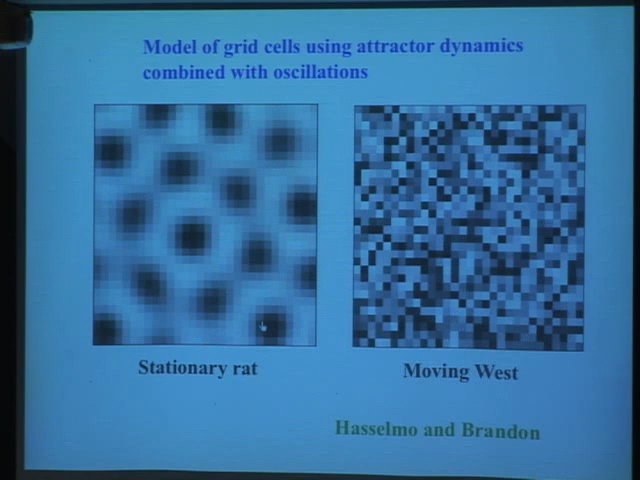 Model of grid cells using attractor dynamics
combined with oscillations
Stationary rat
Moving West
Hasselmo and Brandon